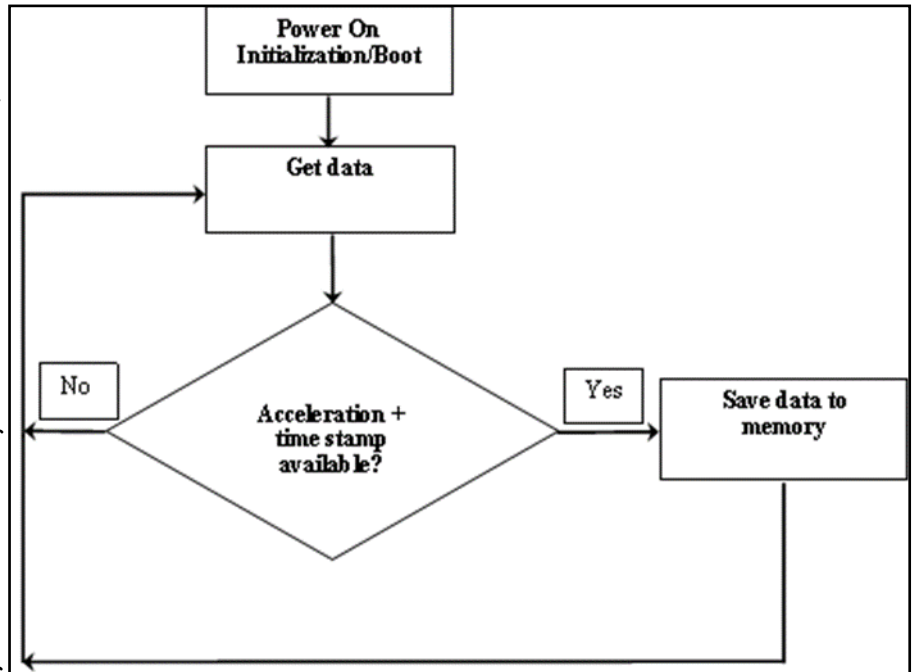 Power On
Initialization/Boot
Get data
No
Acceleration +
time stamp
available?
Yes
Save data to
memory